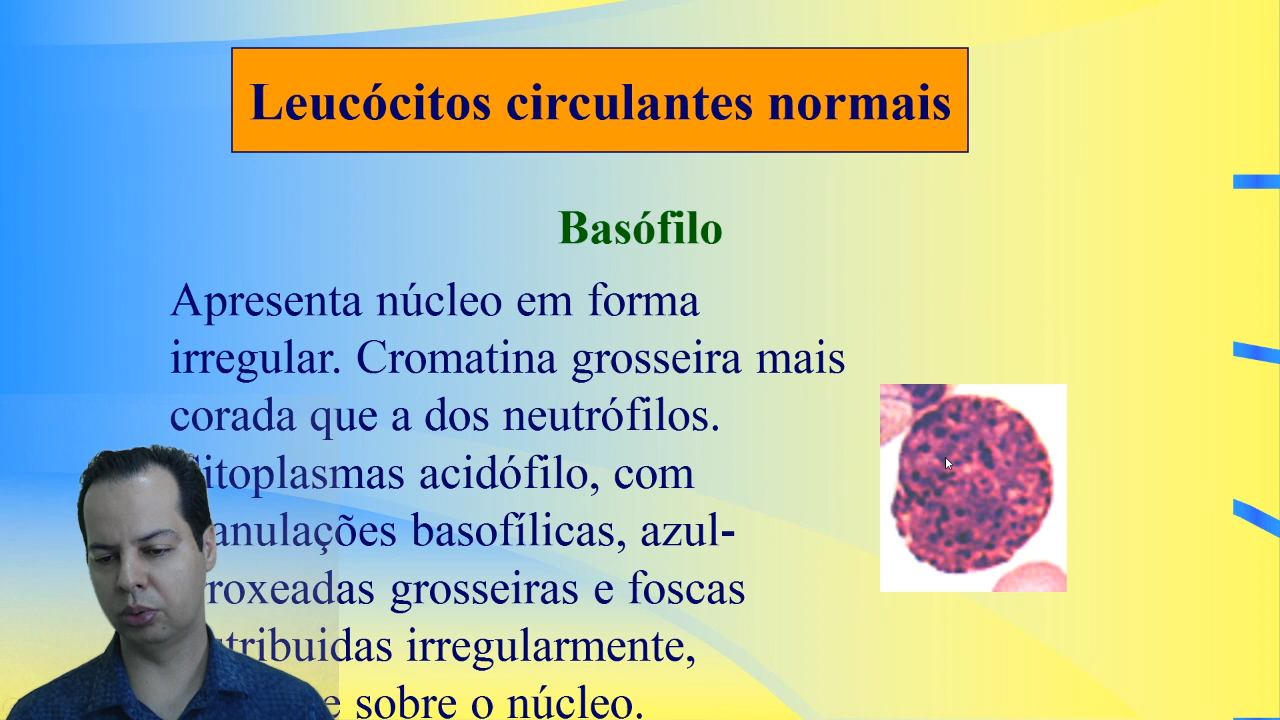 Leucócitos circulantes normais
Basófilo
Apresenta núcleo em forma
irregular. Cromatina grosseira mais
corada que a dos neutrófilos.
itoplasmas acidófilo, com
anulações basofílicas, azul-
roxeadas grosseiras e foscas
tribuidas irregularmente,
e sobre o núcleo.